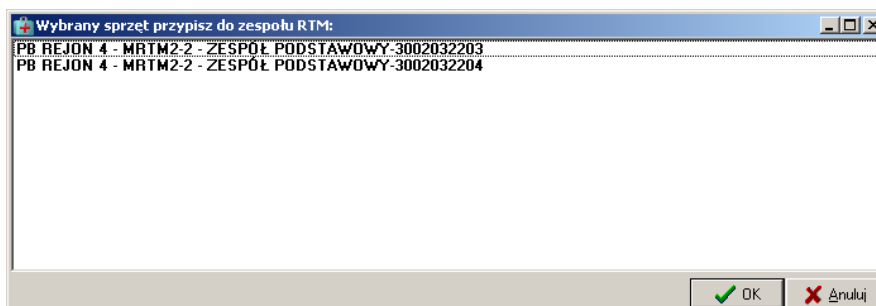 Wybrany sprzęt przypisz do zespołu RTM:
PB REJON 4 - MRTM2-2 - ZESPÓŁ PODSTAWOWY-3002032203
PB REJON 4 - MRTM2-2 - ZESPÓŁ PODSTAWOWY-3002032204
OK Anuluj